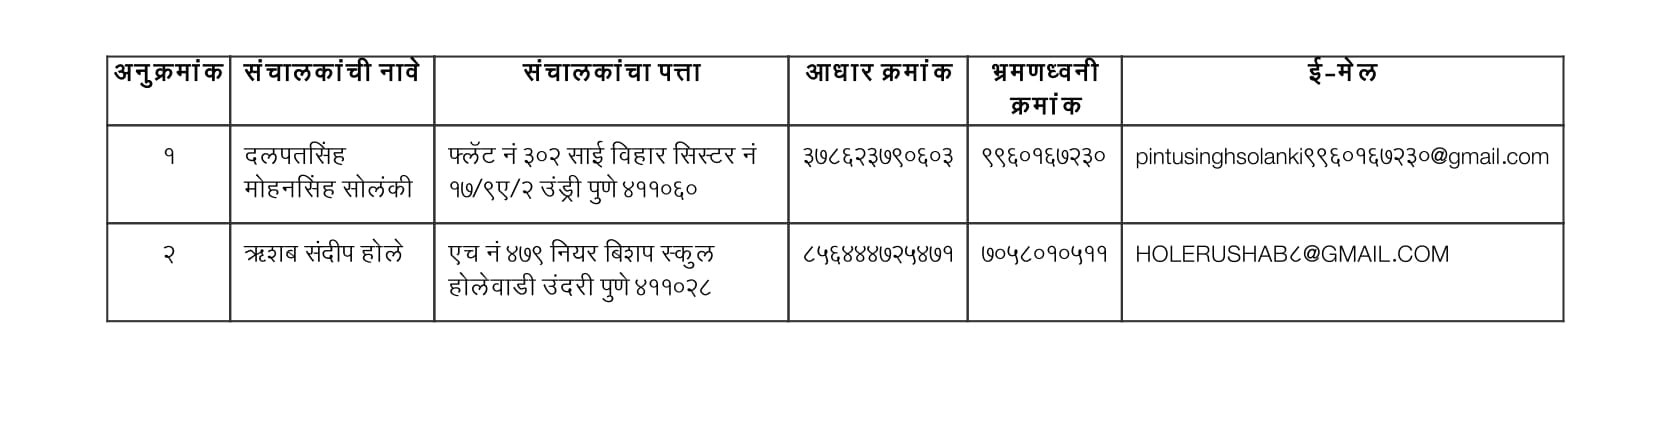 अनुक्रमांक संचालकांची नावे संचालकांचा पत्ता आधार क्रमांक भ्रमणध्वनी क्रमांक ई-मेल
१ दलपतसिंह मोहनसिंह सोलंकी फ्लॅट नं ३०२ साई विहार सिस्टर नं १७/९ए/२ उंड्री पुणे ४११०६० ३७८६२३७९०६०३ ९९६०१६७२३० pintusinghsolanki९९६०१६७२३०@gmail.com
२ ऋशब संदीप होले एच नं ४७९ नियर बिशप स्कुल होलेवाडी उंदरी पुणे ४११०२८ ८५६४४४७२५४७१ ७०५८०१०५११ HOLERUSHAB८@GMAIL.COM